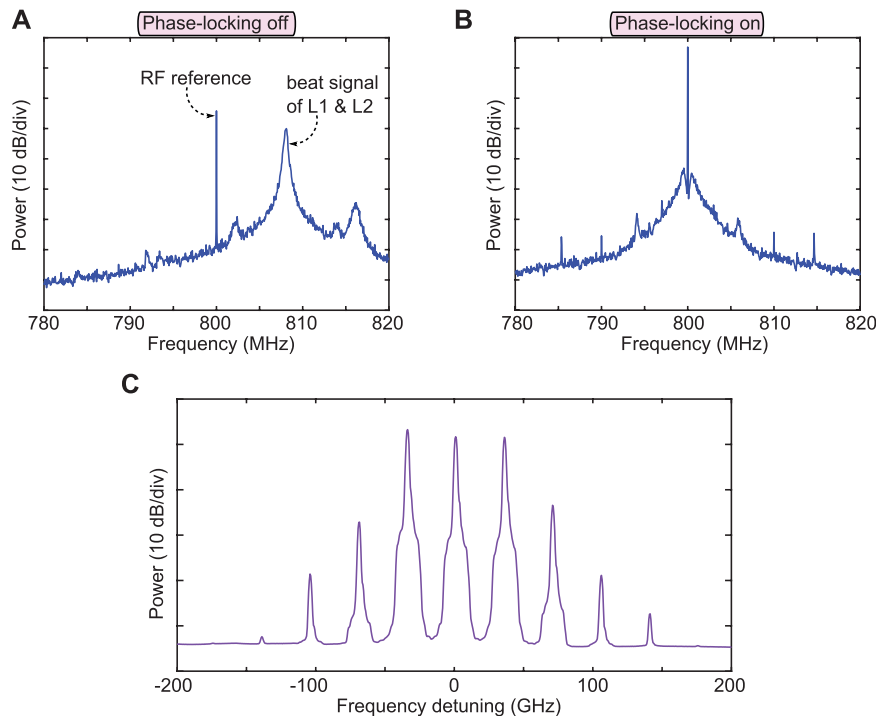 A
Phase-locking off
Power (10 dB/div)
RF reference
beat signal
of L1 & L2
780
790
800
810
820
Frequency (MHz)
B
Phase-locking on
Power (10 dB/div)
780
790
800
810
820
Frequency (MHz)
C
Power (10 dB/div)
-200
-100
0
100
200
Frequency detuning (GHz)